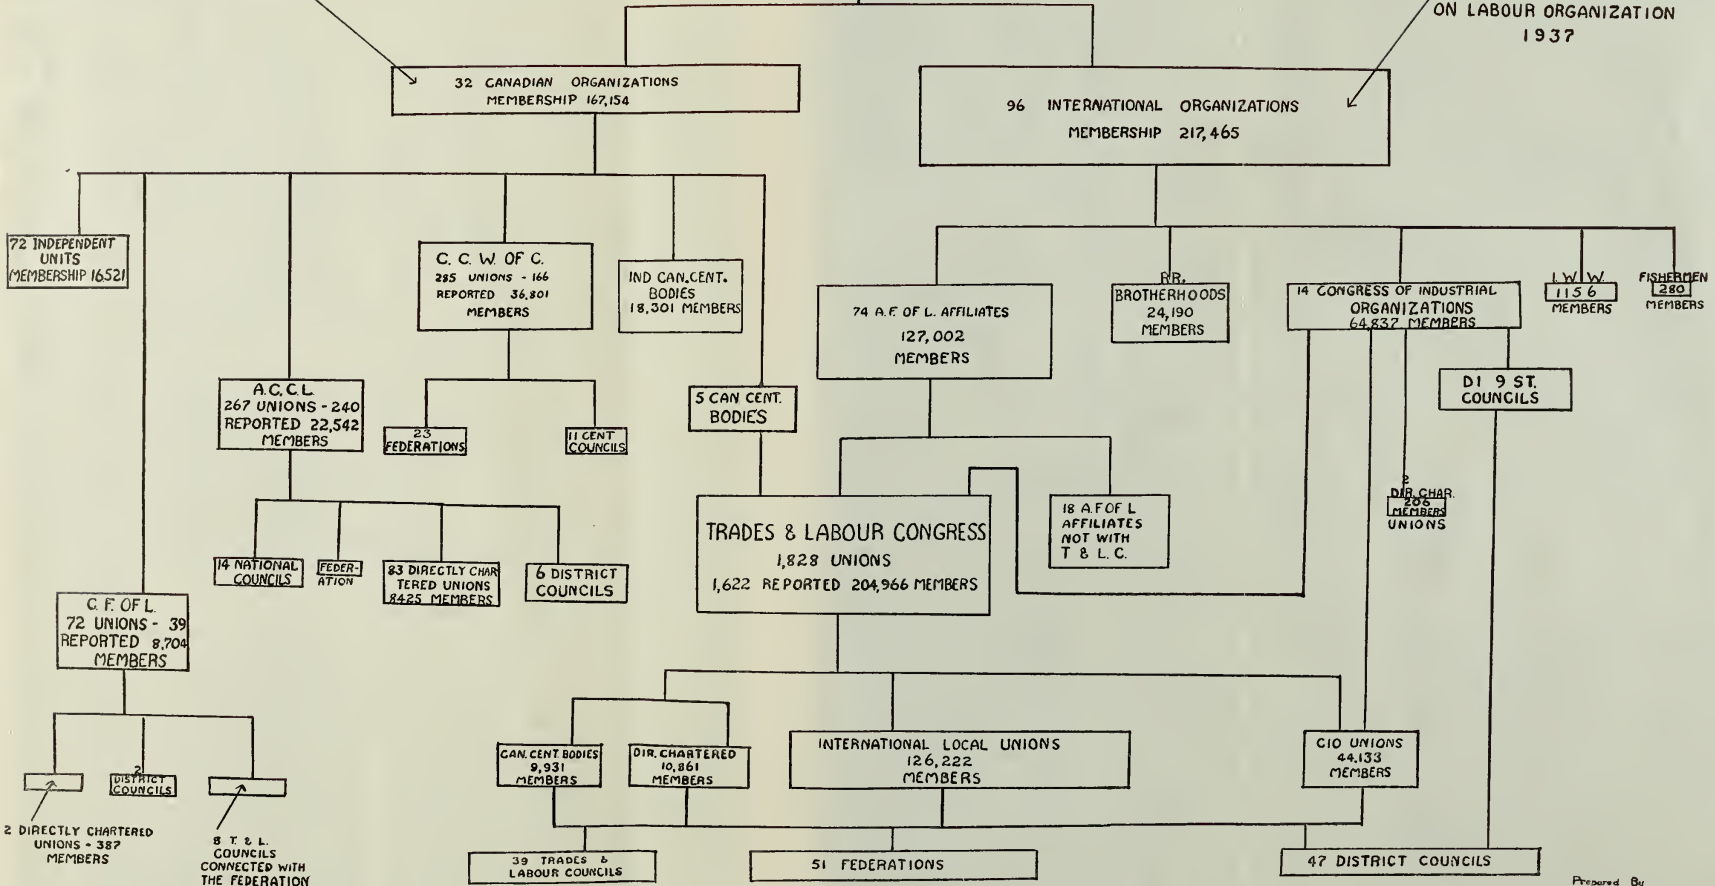 ON LABOUR ORGANIZATION
1937
32 CANADIAN ORGANIZATIONS
MEMBERSHIP 167,154
96 INTERNATIONAL ORGANIZATIONS
MEMBERSHIP 217,465
72 INDEPENDENT
UNITS
MEMBERSHIP 16521
C. C. W. OF C.
285 UNIONS - 166
REPORTED 36,801
MEMBERS
IND CAN.CENT.
BODIES
18,301 MEMBERS
74 A.F. OF L. AFFILIATES
127,002
MEMBERS
RR.
BROTHERHOODS
24,190
MEMBERS
14 CONGRESS OF INDUSTRIAL
ORGANIZATIONS
64,837 MEMBERS
I. W. W.
1156
MEMBERS
FISHERMEN
280
MEMBERS
A.C.C.L.
267 UNIONS - 240
REPORTED 22,542
MEMBERS
23
FEDERATIONS
11 CENT
COUNCILS
5 CAN CENT.
BODIES
DI 9 ST.
COUNCILS
TRADES & LABOUR CONGRESS
1,828 UNIONS
1,622 REPORTED 204,966 MEMBERS
18 A.F OF L
AFFILIATES
NOT WITH
T & L.C.
2
DIR. CHAR.
206
MEMBERS
UNIONS
14 NATIONAL
COUNCILS
FEDER-
ATION
83 DIRECTLY CHAR
TERED UNIONS
8425 MEMBERS
6 DISTRICT
COUNCILS
C. F. OF L.
72 UNIONS - 39
REPORTED 8,704
MEMBERS
CAN. CENT BODIES
9,931
MEMBERS
DIR. CHARTERED
10,861
MEMBERS
INTERNATIONAL LOCAL UNIONS
126,222
MEMBERS
CIO UNIONS
44,133
MEMBERS
2
DISTRICT
COUNCILS
2 DIRECTLY CHARTERED
UNIONS - 387
MEMBERS
8 T. & L.
COUNCILS
CONNECTED WITH
THE FEDERATION
39 TRADES &
LABOUR COUNCILS
51 FEDERATIONS
47 DISTRICT COUNCILS
Prepared By